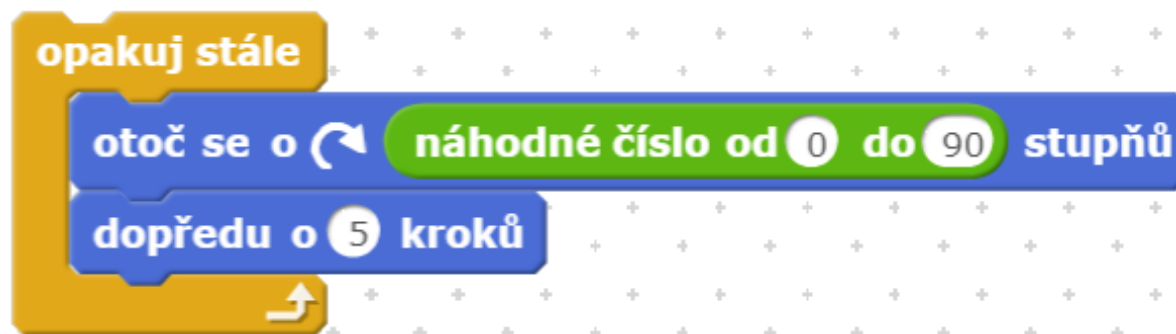 opakuj stále
otoč se o náhodné číslo od 0 do 90 stupňů
dopředu o 5 kroků